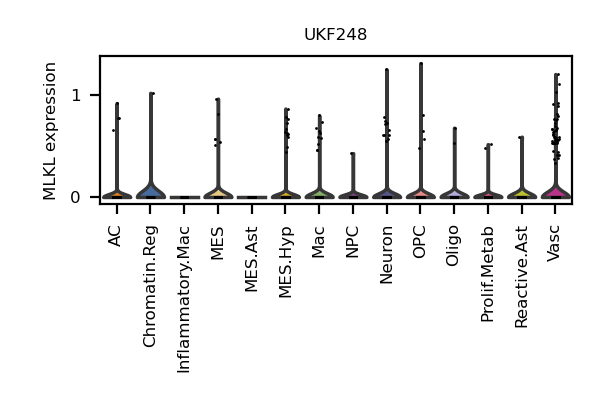 UKF248
MLKL expression
1
0
AC
Chromatin.Reg
Inflammatory.Mac
MES
MES.Ast
MES.Hyp
Mac
NPC
Neuron
OPC
Oligo
Prolif.Metab
Reactive.Ast
Vasc